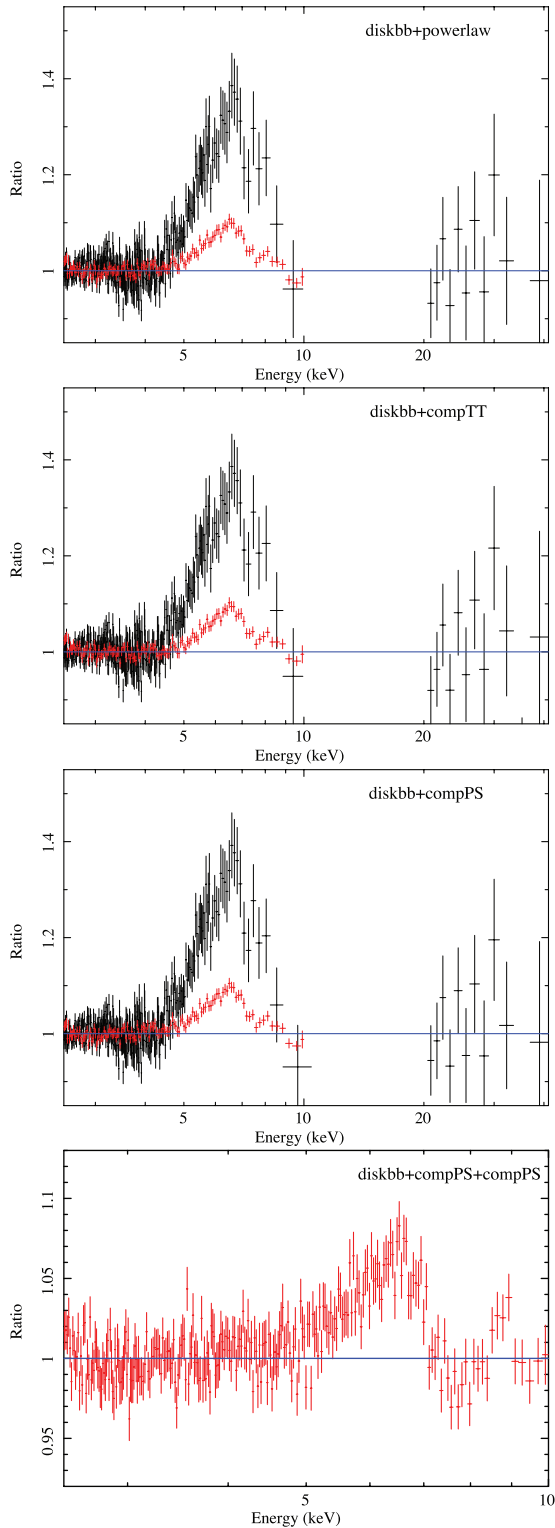 diskbb+powerlaw
1.4
1.2
1
Ratio
5
10
20
Energy (keV)
diskbb+compTT
1.4
1.2
1
Ratio
5
10
20
Energy (keV)
diskbb+compPS
1.4
1.2
1
Ratio
5
10
20
Energy (keV)
diskbb+compPS+compPS
1.1
1.05
1
0.95
Ratio
5
10
Energy (keV)